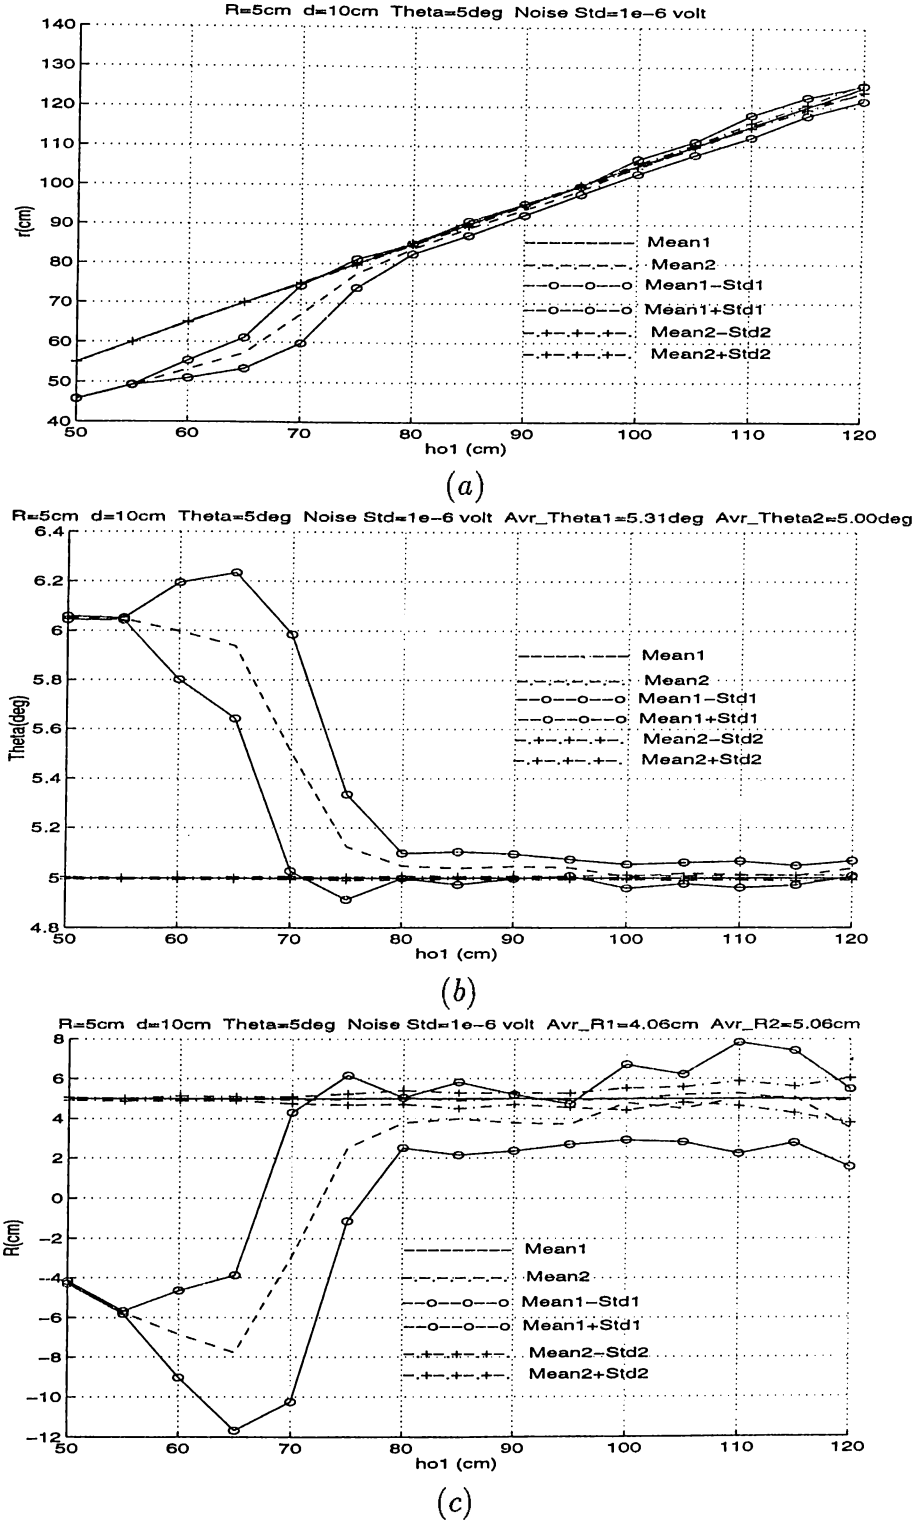 R=5cm d=10cm Theta=5deg Noise Std=1e-6 volt
140
130
120
110
100
90
80
70
60
50
40
r(cm)
Mean1
Mean2
Mean1-Std1
Mean1+Std1
Mean2-Std2
Mean2+Std2
50 60 70 80 90 100 110 120
ho1 (cm)
(a)
R=5cm d=10cm Theta=5deg Noise Std=1e-6 volt Avr_Theta1=5.31deg Avr_Theta2=5.00deg
6.4
6.2
6
5.8
5.6
5.4
5.2
5
4.8
Theta(deg)
Mean1
Mean2
Mean1-Std1
Mean1+Std1
Mean2-Std2
Mean2+Std2
50 60 70 80 90 100 110 120
ho1 (cm)
(b)
R=5cm d=10cm Theta=5deg Noise Std=1e-6 volt Avr_R1=4.06cm Avr_R2=5.06cm
8
6
5
4
2
0
-2
-4
-6
-8
-10
-12
R(cm)
Mean1
Mean2
Mean1-Std1
Mean1+Std1
Mean2-Std2
Mean2+Std2
50 60 70 80 90 100 110 120
ho1 (cm)
(c)